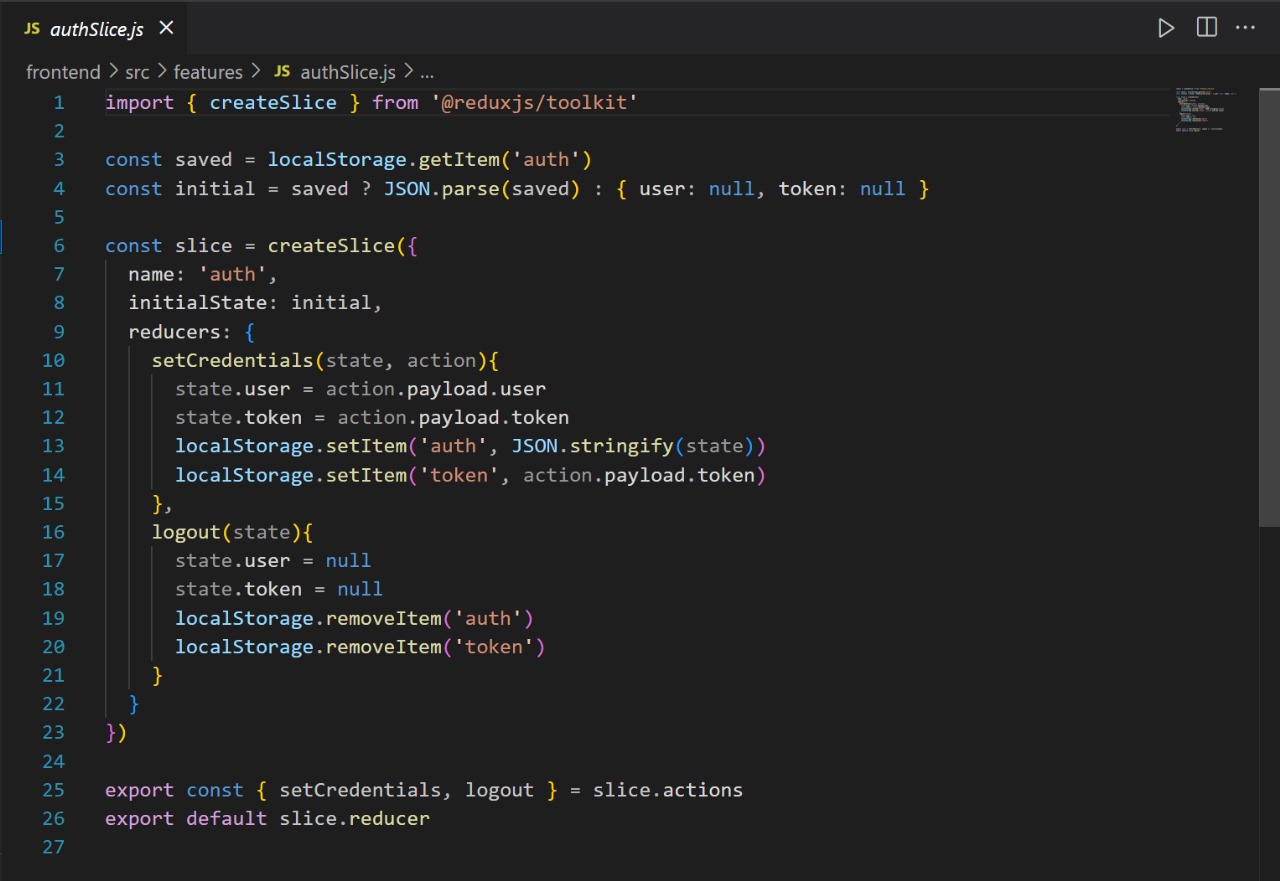 JS authSlice.js
frontend > src > features > JS authSlice.js > ...
1 import { createSlice } from '@reduxjs/toolkit'
2
3 const saved = localStorage.getItem('auth')
4 const initial = saved ? JSON.parse(saved) : { user: null, token: null }
5
6 const slice = createSlice({
7   name: 'auth',
8   initialState: initial,
9   reducers: {
10     setCredentials(state, action){
11       state.user = action.payload.user
12       state.token = action.payload.token
13       localStorage.setItem('auth', JSON.stringify(state))
14       localStorage.setItem('token', action.payload.token)
15     },
16     logout(state){
17       state.user = null
18       state.token = null
19       localStorage.removeItem('auth')
20       localStorage.removeItem('token')
21     }
22   }
23 })
24
25 export const { setCredentials, logout } = slice.actions
26 export default slice.reducer
27